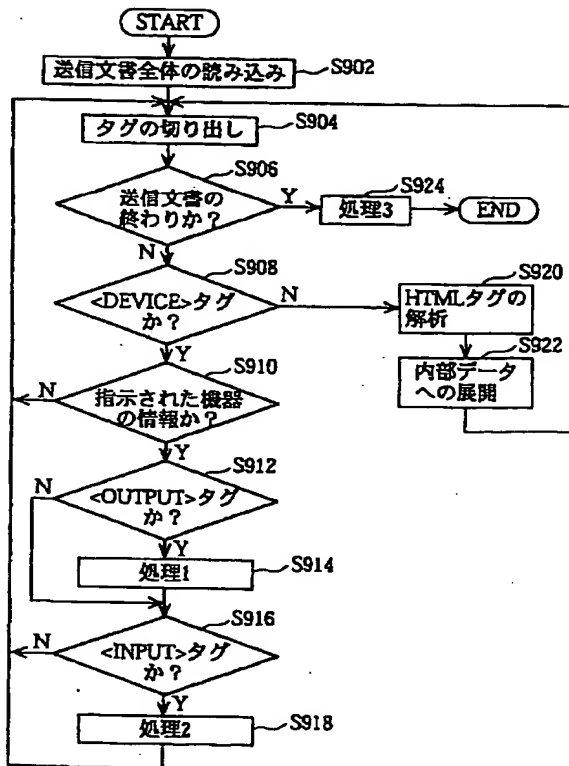 START
送信文書全体の読み込み
S902
タグの切り出し
S904
送信文書の
終わりか?
S906
Y
処理3
S924
END
N
<DEVICE>タグ
か?
S908
N
HTMLタグの
解析
S920
内部データ
への展開
S922
Y
指示された機器
の情報か?
S910
N
Y
<OUTPUT>タグ
か?
S912
N
Y
処理1
S914
<INPUT>タグ
か?
S916
N
Y
処理2
S918